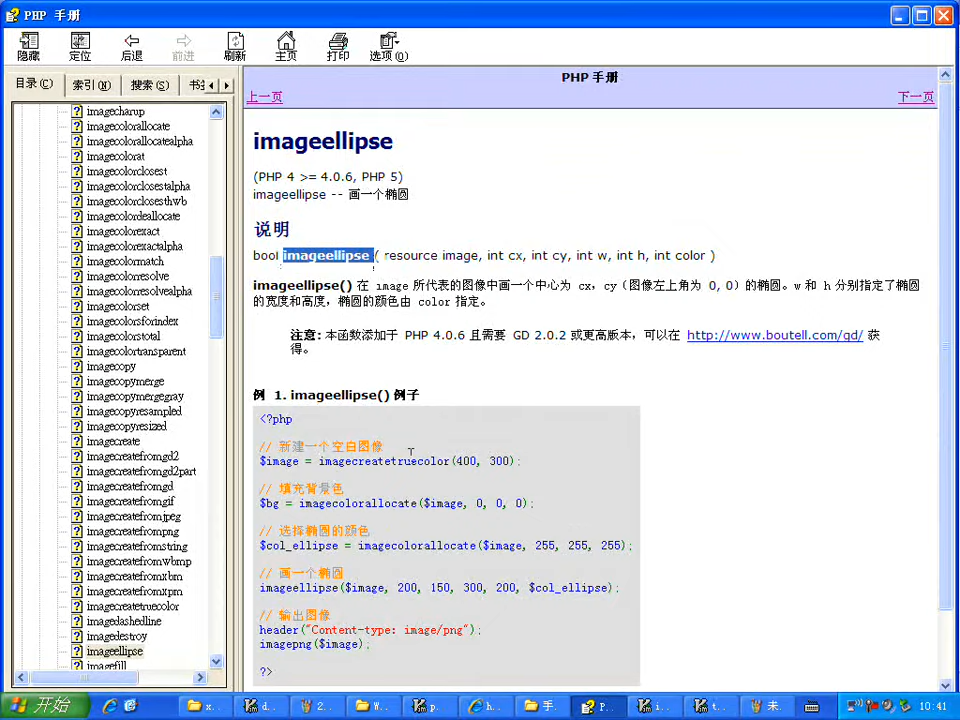 PHP 手册
隐藏 定位 后退 前进 刷新 主页 打印 选项(O)
目录(C) 索引(N) 搜索(S)
imagecharup
imagecolorallocate
imagecolorallocatealpha
imagecolorat
imagecolorclosest
imagecolorclosestalpha
imagecolorclosesthwb
imagecolordeallocate
imagecolorexact
imagecolorexactalpha
imagecolormatch
imagecolorresolve
imagecolorresolvealpha
imagecolorset
imagecolorsforindex
imagecolorstotal
imagecolortransparent
imagecopy
imagecopymerge
imagecopymergegray
imagecopyresampled
imagecopyresized
imagecreate
imagecreatefromgd2
imagecreatefromgd2part
imagecreatefromgd
imagecreatefromgif
imagecreatefromjpeg
imagecreatefrompng
imagecreatefromstring
imagecreatefromwbmp
imagecreatefromxbm
imagecreatefromxpm
imagecreatetruecolor
imagedashedline
imagedestroy
imageellipse
imagefill
PHP 手册
上一页 下一页
imageellipse
(PHP 4 >= 4.0.6, PHP 5)
imageellipse -- 画一个椭圆
说明
bool imageellipse ( resource image, int cx, int cy, int w, int h, int color )
imageellipse() 在 image 所代表的图像中画一个中心为 cx，cy（图像左上角为 0, 0）的椭圆。w 和 h 分别指定了椭圆
的宽度和高度，椭圆的颜色由 color 指定。
注意: 本函数添加于 PHP 4.0.6 且需要 GD 2.0.2 或更高版本，可以在 http://www.boutell.com/gd/ 获
得。
例 1. imageellipse() 例子
<?php
// 新建一个空白图像
$image = imagecreatetruecolor(400, 300);
// 填充背景色
$bg = imagecolorallocate($image, 0, 0, 0);
// 选择椭圆的颜色
$col_ellipse = imagecolorallocate($image, 255, 255, 255);
// 画一个椭圆
imageellipse($image, 200, 150, 300, 200, $col_ellipse);
// 输出图像
header("Content-type: image/png");
imagepng($image);
?>
开始 x... d... 2... W... p... h... 手... P... i... t... 未 10:41